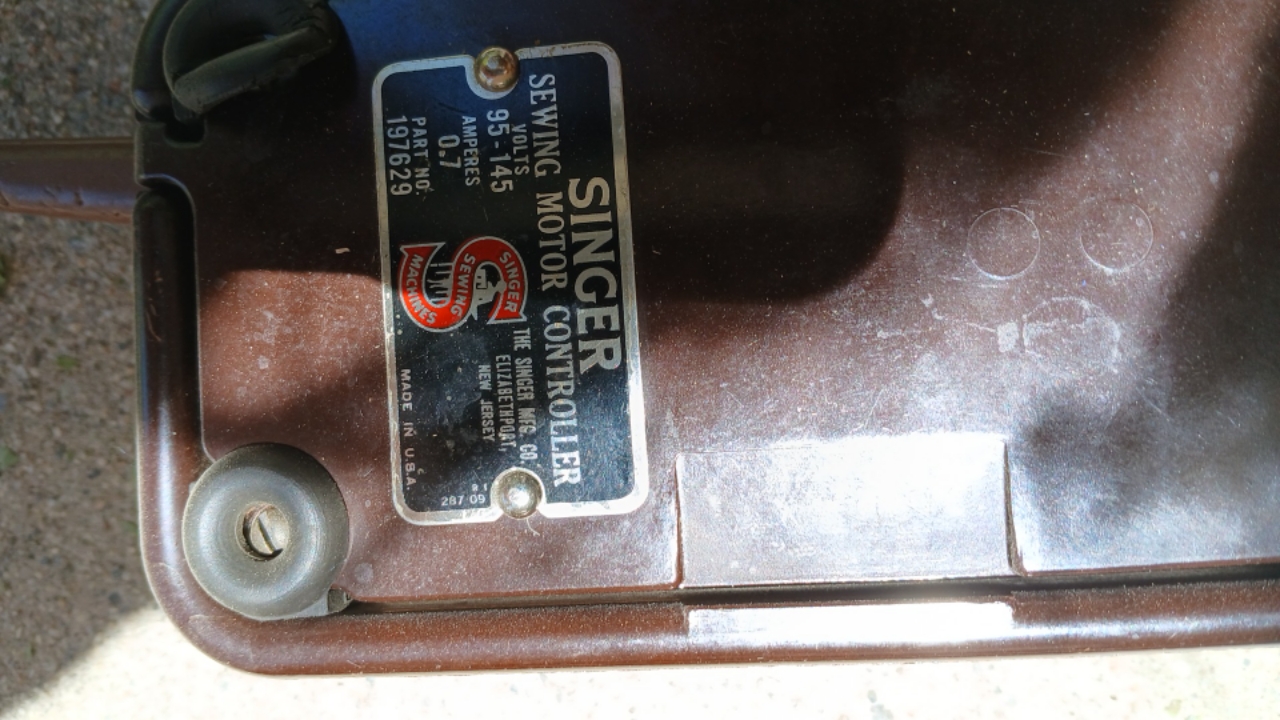 SINGER
SEWING MOTOR CONTROLLER
VOLTS
95-145
AMPERES
0.7
PART NO.
197629
SINGER
SEWING
MACHINES
THE SINGER MFG. CO.
ELIZABETHPORT,
NEW JERSEY
MADE IN U.S.A.
287 09